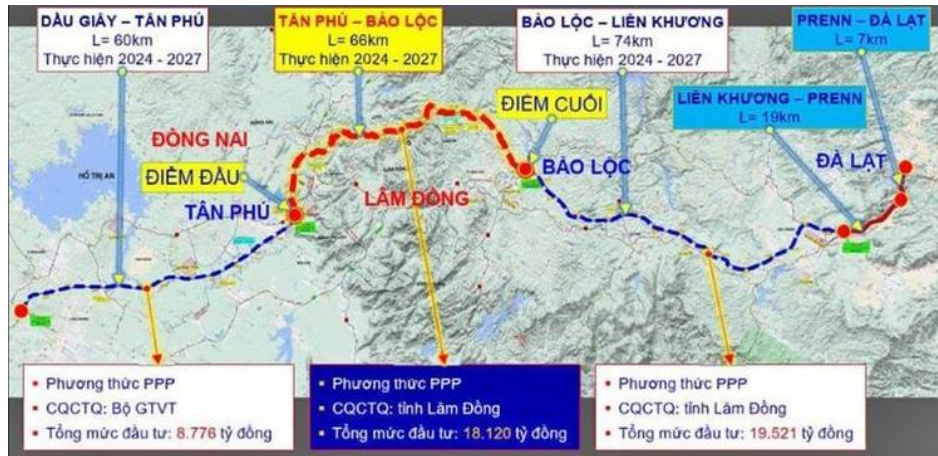 DẦU GIÂY – TÂN PHÚ
L= 60km
Thực hiện 2024 - 2027
TÂN PHÚ – BẢO LỘC
L= 66km
Thực hiện 2024 - 2027
BẢO LỘC – LIÊN KHƯƠNG
L= 74km
Thực hiện 2024 - 2027
PRENN – ĐÀ LẠT
L= 7km
LIÊN KHƯƠNG – PRENN
L= 19km
ĐIỂM CUỐI
ĐỒNG NAI
HỒ TRỊ AN
ĐIỂM ĐẦU
BẢO LỘC
ĐÀ LẠT
TÂN PHÚ
LÂM ĐỒNG
▪ Phương thức PPP
▪ CQCTQ: Bộ GTVT
▪ Tổng mức đầu tư: 8.776 tỷ đồng
▪ Phương thức PPP
▪ CQCTQ: tỉnh Lâm Đồng
▪ Tổng mức đầu tư: 18.120 tỷ đồng
▪ Phương thức PPP
▪ CQCTQ: tỉnh Lâm Đồng
▪ Tổng mức đầu tư: 19.521 tỷ đồng